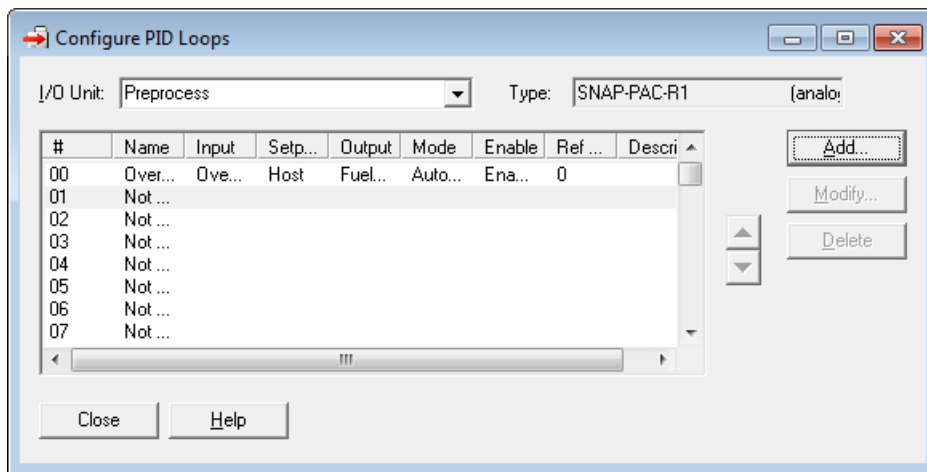 Configure PID Loops
I/O Unit: Preprocess Type: SNAP-PAC-R1 (analog
# Name Input Setp... Output Mode Enable Ref ... Descri
00 Over... Ove... Host Fuel... Auto... Ena... 0
01 Not ...
02 Not ...
03 Not ...
04 Not ...
05 Not ...
06 Not ...
07 Not ...
Add...
Modify...
Delete
Close Help